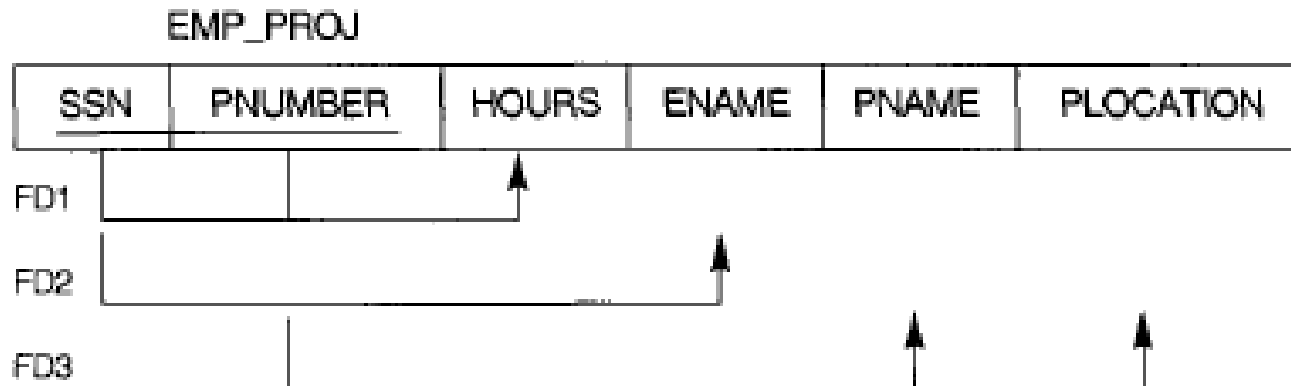 EMP_PROJ
SSN PNUMBER HOURS ENAME PNAME PLOCATION
FD1
FD2
FD3